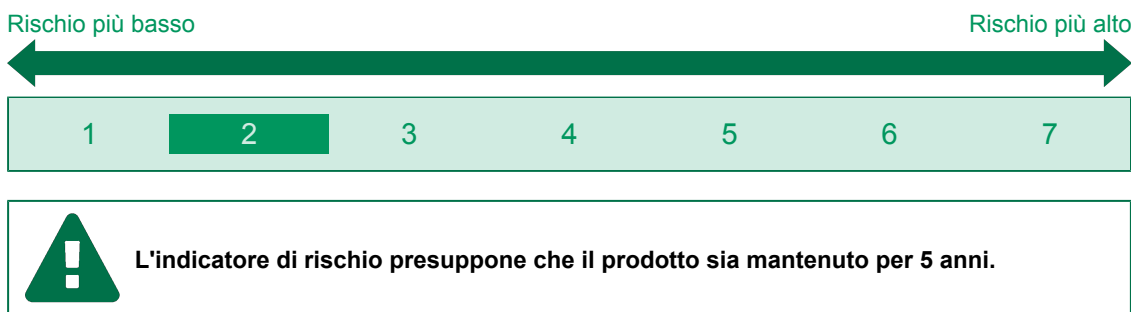 Rischio più basso Rischio più alto
1 2 3 4 5 6 7
L'indicatore di rischio presuppone che il prodotto sia mantenuto per 5 anni.